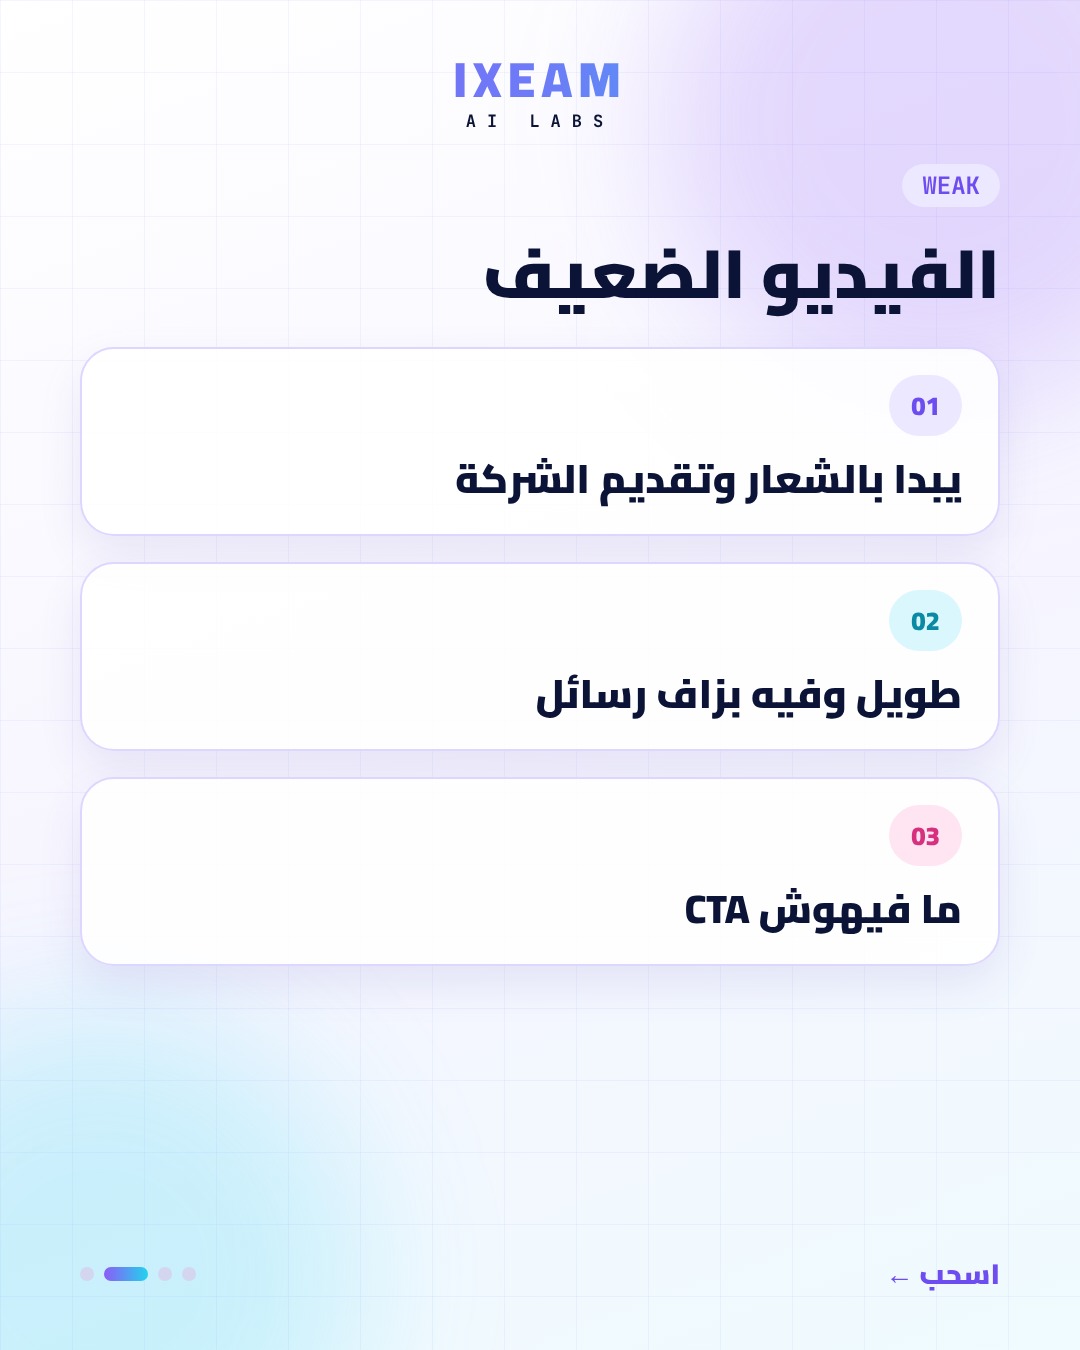 IXEAM
AI LABS
WEAK
الفيديو الضعيف
01
يبدا بالشعار وتقديم الشركة
02
طويل وفيه بزاف رسائل
03
ما فيهوش CTA
اسحب ←